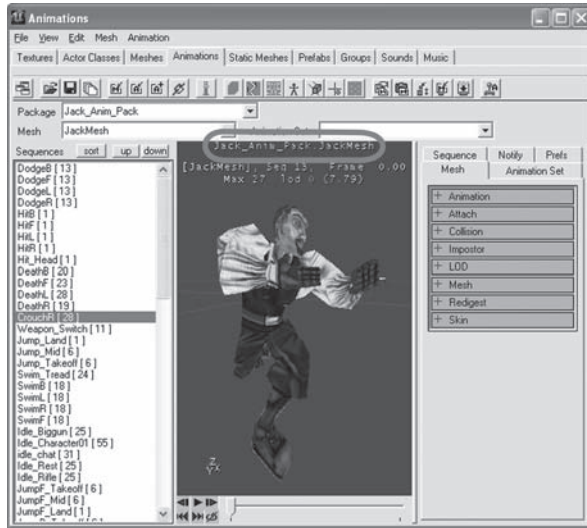 Animations
File View Edit Mesh Animation
Textures Actor Classes Meshes Animations Static Meshes Prefabs Groups Sounds Music
Package Jack_Anim_Pack
Mesh JackMesh
Jack_Anim_Pack.JackMesh
Sequences sort up down
[JackMesh], Seq 13, Frame 0.00
Max 27 lod 0 (7.79)
DodgeB [ 13 ]
DodgeF [ 13 ]
DodgeL [ 13 ]
DodgeR [ 13 ]
HitB [ 1 ]
HitF [ 1 ]
HitL [ 1 ]
HitR [ 1 ]
Hit_Head [ 1 ]
DeathB [ 20 ]
DeathF [ 23 ]
DeathL [ 28 ]
DeathR [ 19 ]
CrouchR [ 28 ]
Weapon_Switch [ 11 ]
Jump_Land [ 1 ]
Jump_Mid [ 6 ]
Jump_Takeoff [ 6 ]
Swim_Tread [ 24 ]
SwimB [ 18 ]
SwimL [ 18 ]
SwimR [ 18 ]
SwimF [ 18 ]
Idle_Biggun [ 25 ]
Idle_Character01 [ 55 ]
idle_chat [ 31 ]
Idle_Rest [ 25 ]
Idle_Rifle [ 25 ]
JumpF_Takeoff [ 6 ]
JumpF_Mid [ 6 ]
JumpF_Land [ 1 ]
Z
Y X
Sequence Notify Prefs
Mesh Animation Set
+ Animation
+ Attach
+ Collision
+ Impostor
+ LOD
+ Mesh
+ Redigest
+ Skin